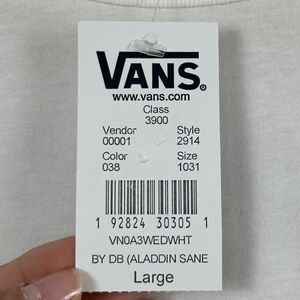 VANS®
www.vans.com
Class
3900
Vendor Style
00001 2914
Color Size
038 1031
1 92824 30305 1
VN0A3WEDWHT
BY DB (ALADDIN SANE
Large